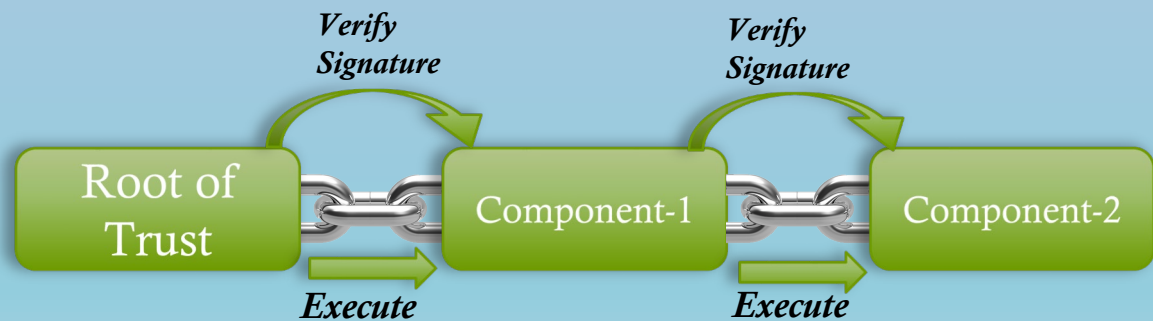 Verify
Signature
Verify
Signature
Root of
Trust
Component-1
Component-2
Execute
Execute